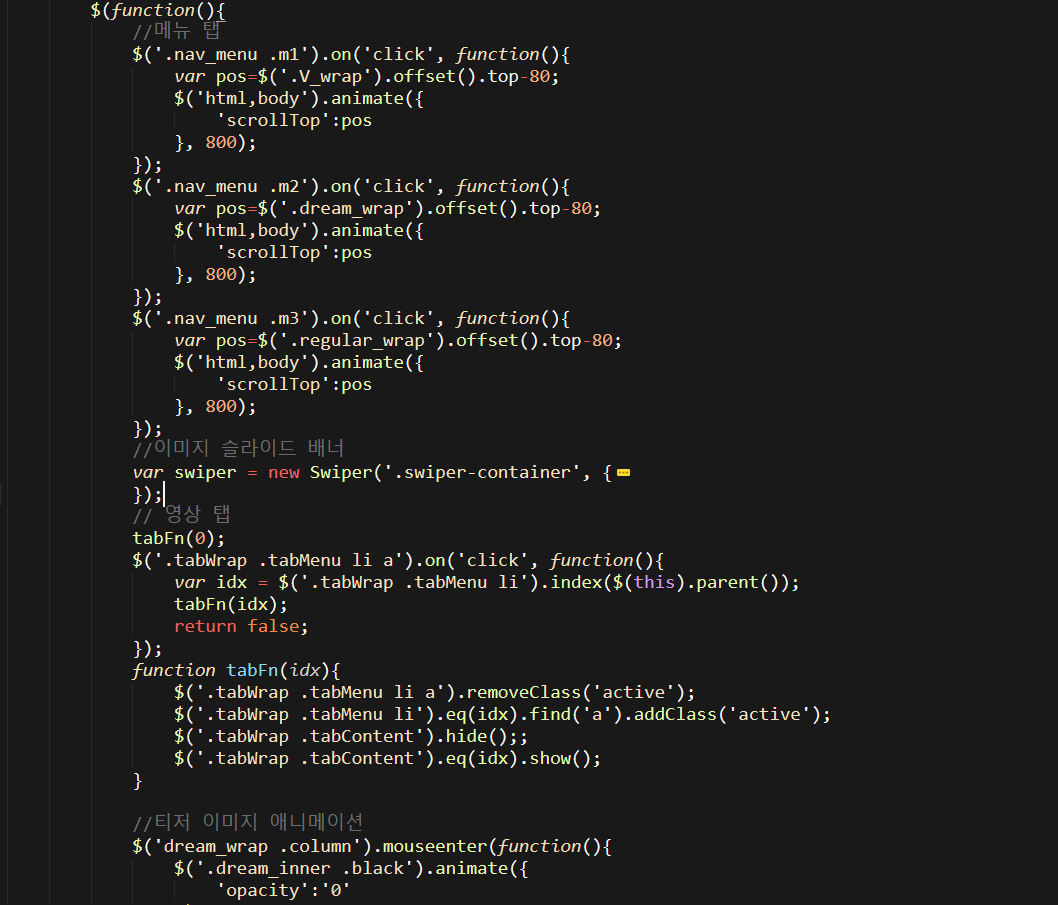 $(function(){
//메뉴 탭
$('.nav_menu .m1').on('click', function(){
var pos=$('.V_wrap').offset().top-80;
$('html,body').animate({
'scrollTop':pos
}, 800);
});
$('.nav_menu .m2').on('click', function(){
var pos=$('.dream_wrap').offset().top-80;
$('html,body').animate({
'scrollTop':pos
}, 800);
});
$('.nav_menu .m3').on('click', function(){
var pos=$('.regular_wrap').offset().top-80;
$('html,body').animate({
'scrollTop':pos
}, 800);
});
//이미지 슬라이드 배너
var swiper = new Swiper('.swiper-container', {
});
// 영상 탭
tabFn(0);
$('.tabWrap .tabMenu li a').on('click', function(){
var idx = $('.tabWrap .tabMenu li').index($(this).parent());
tabFn(idx);
return false;
});
function tabFn(idx){
$('.tabWrap .tabMenu li a').removeClass('active');
$('.tabWrap .tabMenu li').eq(idx).find('a').addClass('active');
$('.tabWrap .tabContent').hide();;
$('.tabWrap .tabContent').eq(idx).show();
}
//티저 이미지 애니메이션
$('dream_wrap .column').mouseenter(function(){
$('.dream_inner .black').animate({
'opacity':'0'